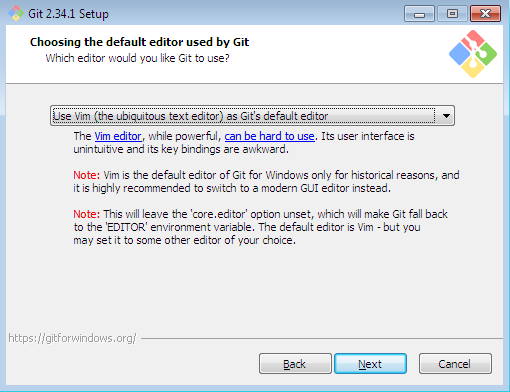 Git 2.34.1 Setup
Choosing the default editor used by Git
Which editor would you like Git to use?
Use Vim (the ubiquitous text editor) as Git's default editor
The Vim editor, while powerful, can be hard to use. Its user interface is
unintuitive and its key bindings are awkward.
Note: Vim is the default editor of Git for Windows only for historical reasons, and
it is highly recommended to switch to a modern GUI editor instead.
Note: This will leave the 'core.editor' option unset, which will make Git fall back
to the 'EDITOR' environment variable. The default editor is Vim - but you
may set it to some other editor of your choice.
https://gitforwindows.org/
Back
Next
Cancel